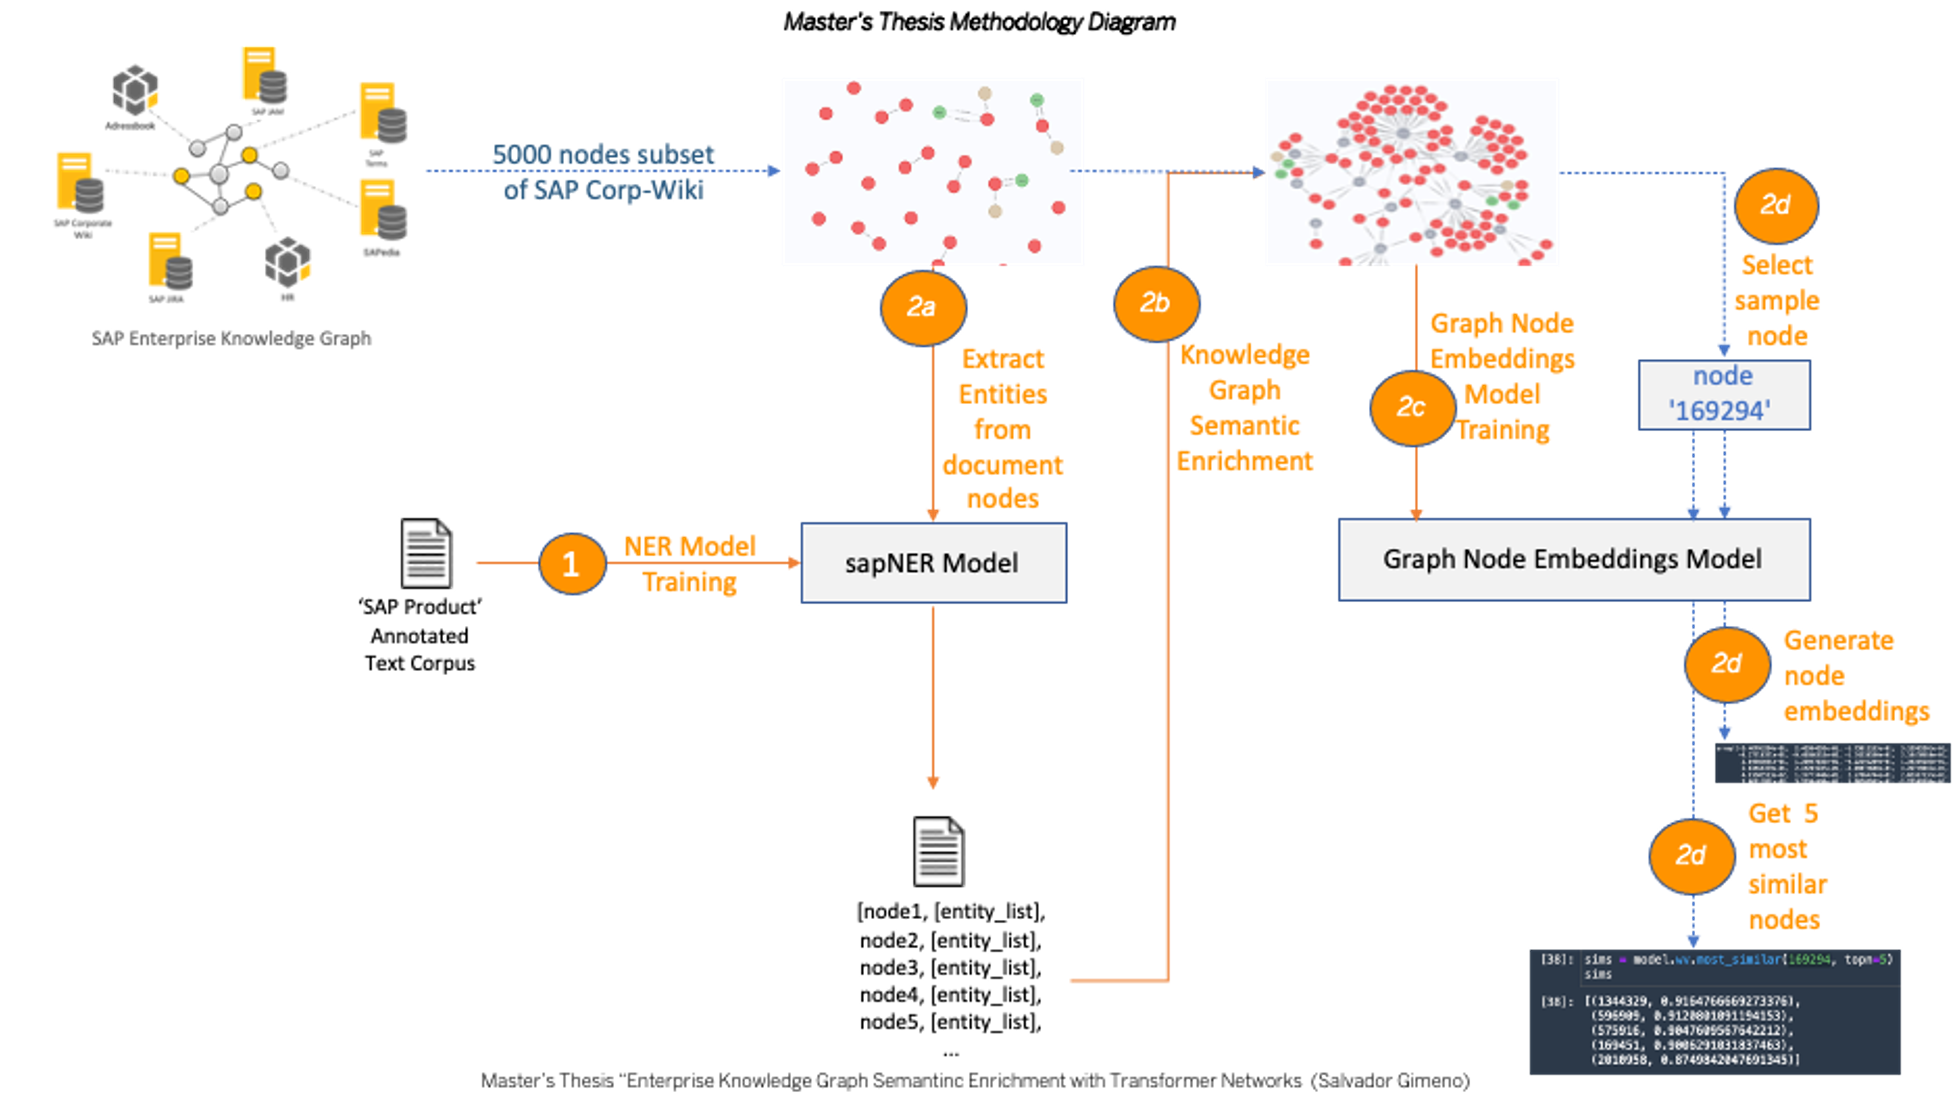 Master's Thesis Methodology Diagram
Adressbook
SAP JAM
SAP
Terms
SAP Corporate
Wiki
SAPedia
SAP JIRA
HR
SAP Enterprise Knowledge Graph
5000 nodes subset
of SAP Corp-Wiki
2a
Extract
Entities
from
document
nodes
2b
Knowledge
Graph
Semantic
Enrichment
2c
Graph Node
Embeddings
Model
Training
2d
Select
sample
node
node
'169294'
‘SAP Product’
Annotated
Text Corpus
1
NER Model
Training
sapNER Model
Graph Node Embeddings Model
2d
Generate
node
embeddings
2d
Get 5
most
similar
nodes
[node1, [entity_list],
node2, [entity_list],
node3, [entity_list],
node4, [entity_list],
node5, [entity_list],
...
[38]: sims = model.wv.most_similar(169294, topn=5)
sims
[38]: [(1344329, 0.9164766669273376),
(596909, 0.9120801091194153),
(575916, 0.9047609567642212),
(169451, 0.9006291031837463),
(2010958, 0.8749842047691345)]
Master's Thesis “Enterprise Knowledge Graph Semantinc Enrichment with Transformer Networks (Salvador Gimeno)